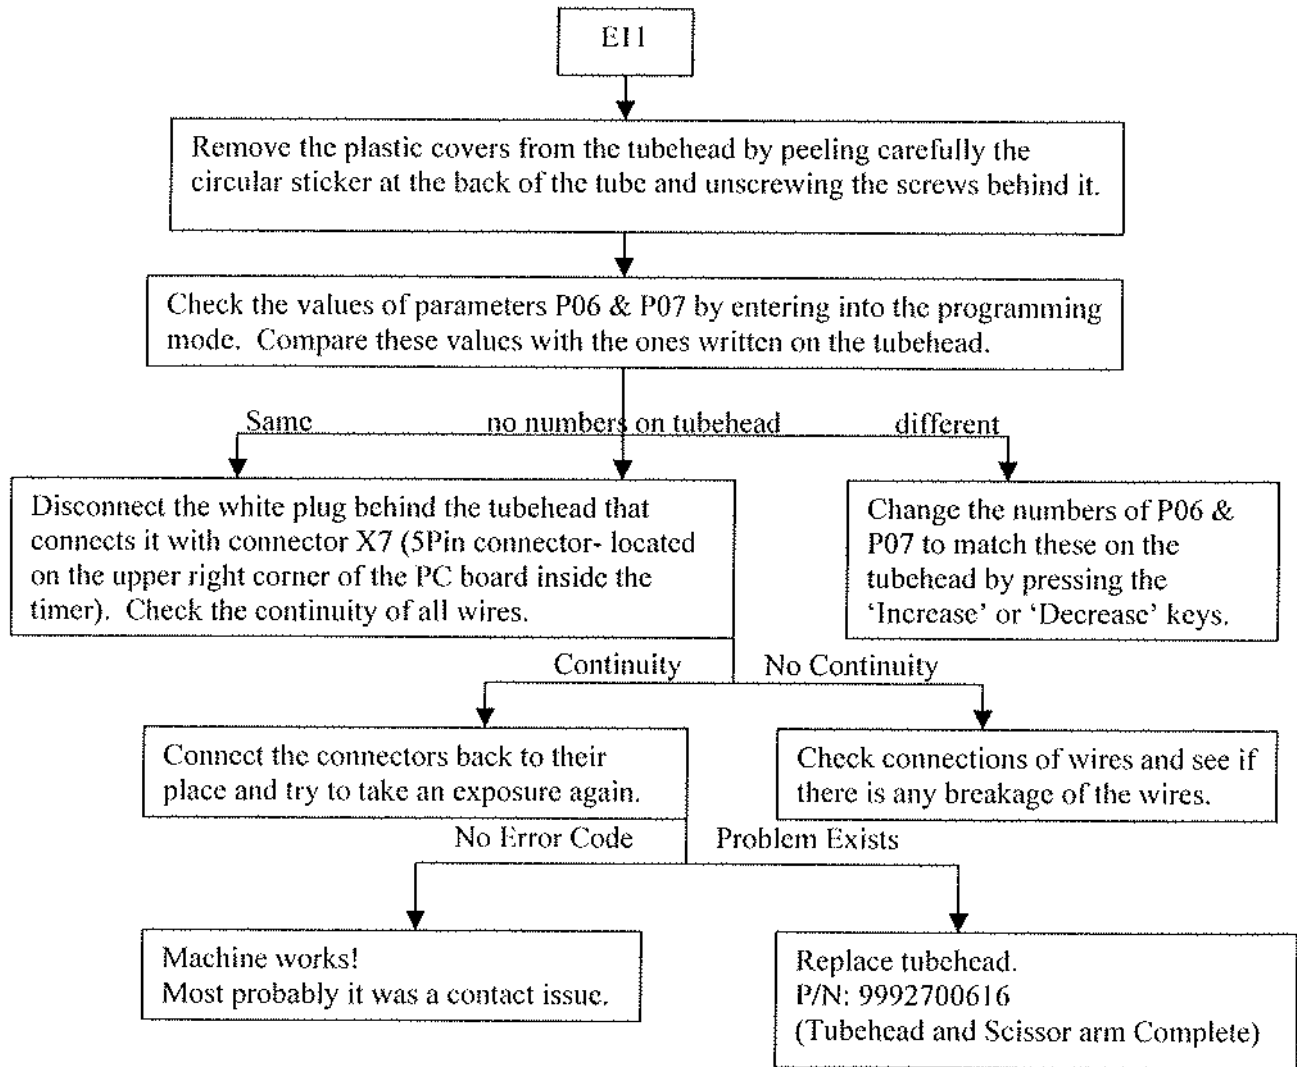 E11
Remove the plastic covers from the tubehead by peeling carefully the
circular sticker at the back of the tube and unscrewing the screws behind it.
Check the values of parameters P06 & P07 by entering into the programming
mode. Compare these values with the ones written on the tubehead.
Same no numbers on tubehead different
Disconnect the white plug behind the tubehead that
connects it with connector X7 (5Pin connector- located
on the upper right corner of the PC board inside the
timer). Check the continuity of all wires.
Change the numbers of P06 &
P07 to match these on the
tubehead by pressing the
‘Increase’ or ‘Decrease’ keys.
Continuity No Continuity
Connect the connectors back to their
place and try to take an exposure again.
Check connections of wires and see if
there is any breakage of the wires.
No Error Code Problem Exists
Machine works!
Most probably it was a contact issue.
Replace tubehead.
P/N: 9992700616
(Tubehead and Scissor arm Complete)